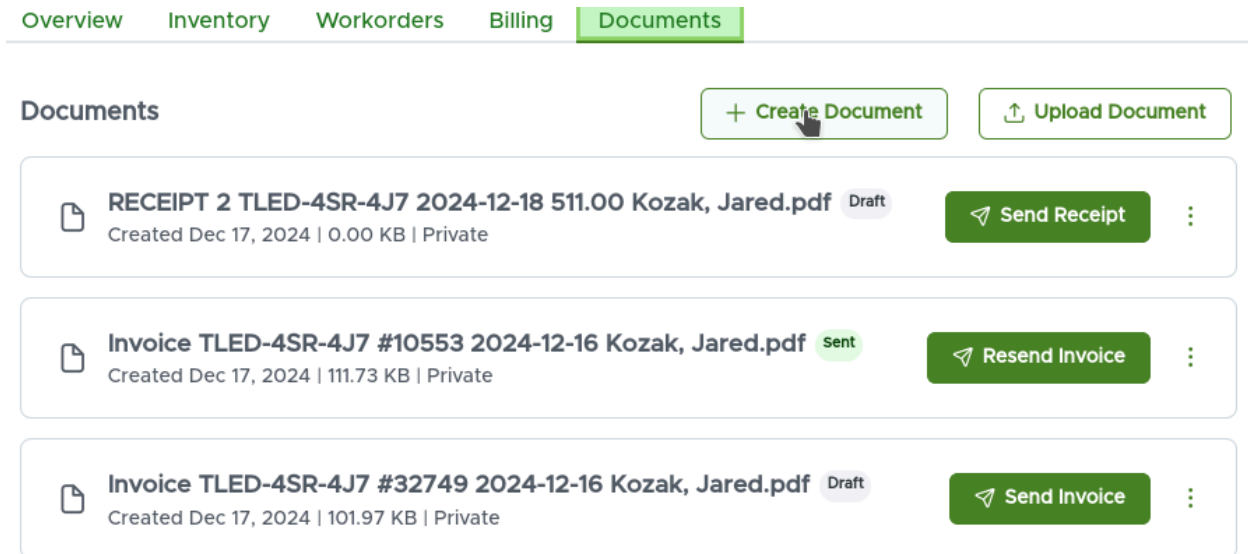 Overview Inventory Workorders Billing Documents
Documents
Create Document
Upload Document
RECEIPT 2 TLED-4SR-4J7 2024-12-18 511.00 Kozak, Jared.pdf Draft
Created Dec 17, 2024 | 0.00 KB | Private
Send Receipt
Invoice TLED-4SR-4J7 #10553 2024-12-16 Kozak, Jared.pdf Sent
Created Dec 17, 2024 | 111.73 KB | Private
Resend Invoice
Invoice TLED-4SR-4J7 #32749 2024-12-16 Kozak, Jared.pdf Draft
Created Dec 17, 2024 | 101.97 KB | Private
Send Invoice